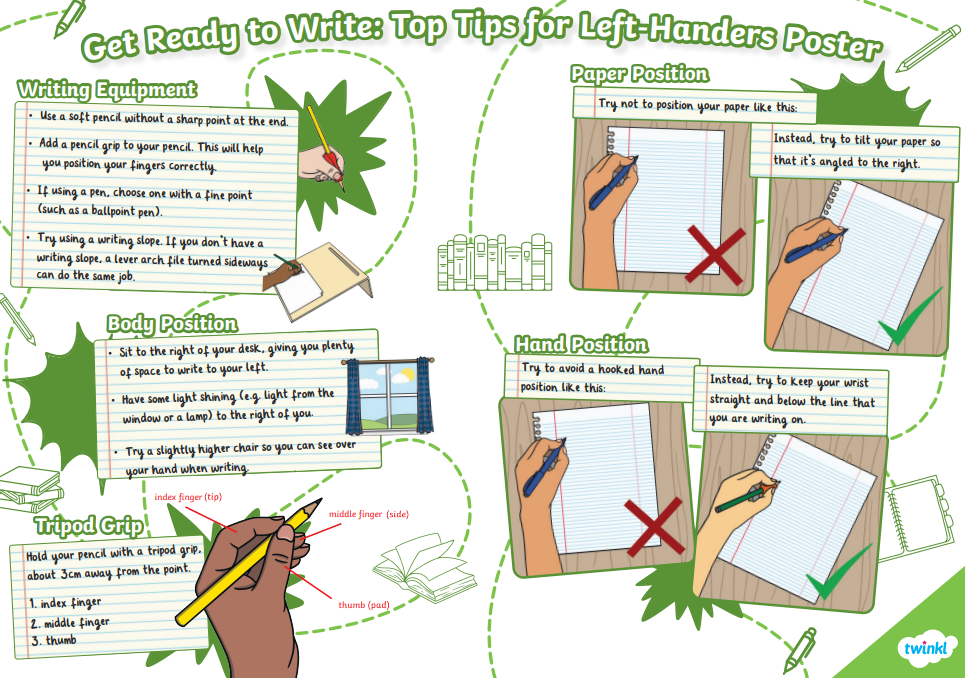 Get Ready to Write: Top Tips for Left-Handers Poster
Writing Equipment
• Use a soft pencil without a sharp point at the end.
• Add a pencil grip to your pencil. This will help
you position your fingers correctly.
• If using a pen, choose one with a fine point
(such as a ballpoint pen).
• Try using a writing slope. If you don't have a
writing slope, a lever arch file turned sideways
can do the same job.
Body Position
• Sit to the right of your desk, giving you plenty
of space to write to your left.
• Have some light shining (e.g. light from the
window or a lamp) to the right of you.
• Try a slightly higher chair so you can see over
your hand when writing.
Tripod Grip
Hold your pencil with a tripod grip,
about 3cm away from the point.
1. index finger
2. middle finger
3. thumb
index finger (tip)
middle finger (side)
thumb (pad)
Paper Position
Try not to position your paper like this:
Instead, try to tilt your paper so
that it's angled to the right.
Hand Position
Try to avoid a hooked hand
position like this:
Instead, try to keep your wrist
straight and below the line that
you are writing on.
twinkl